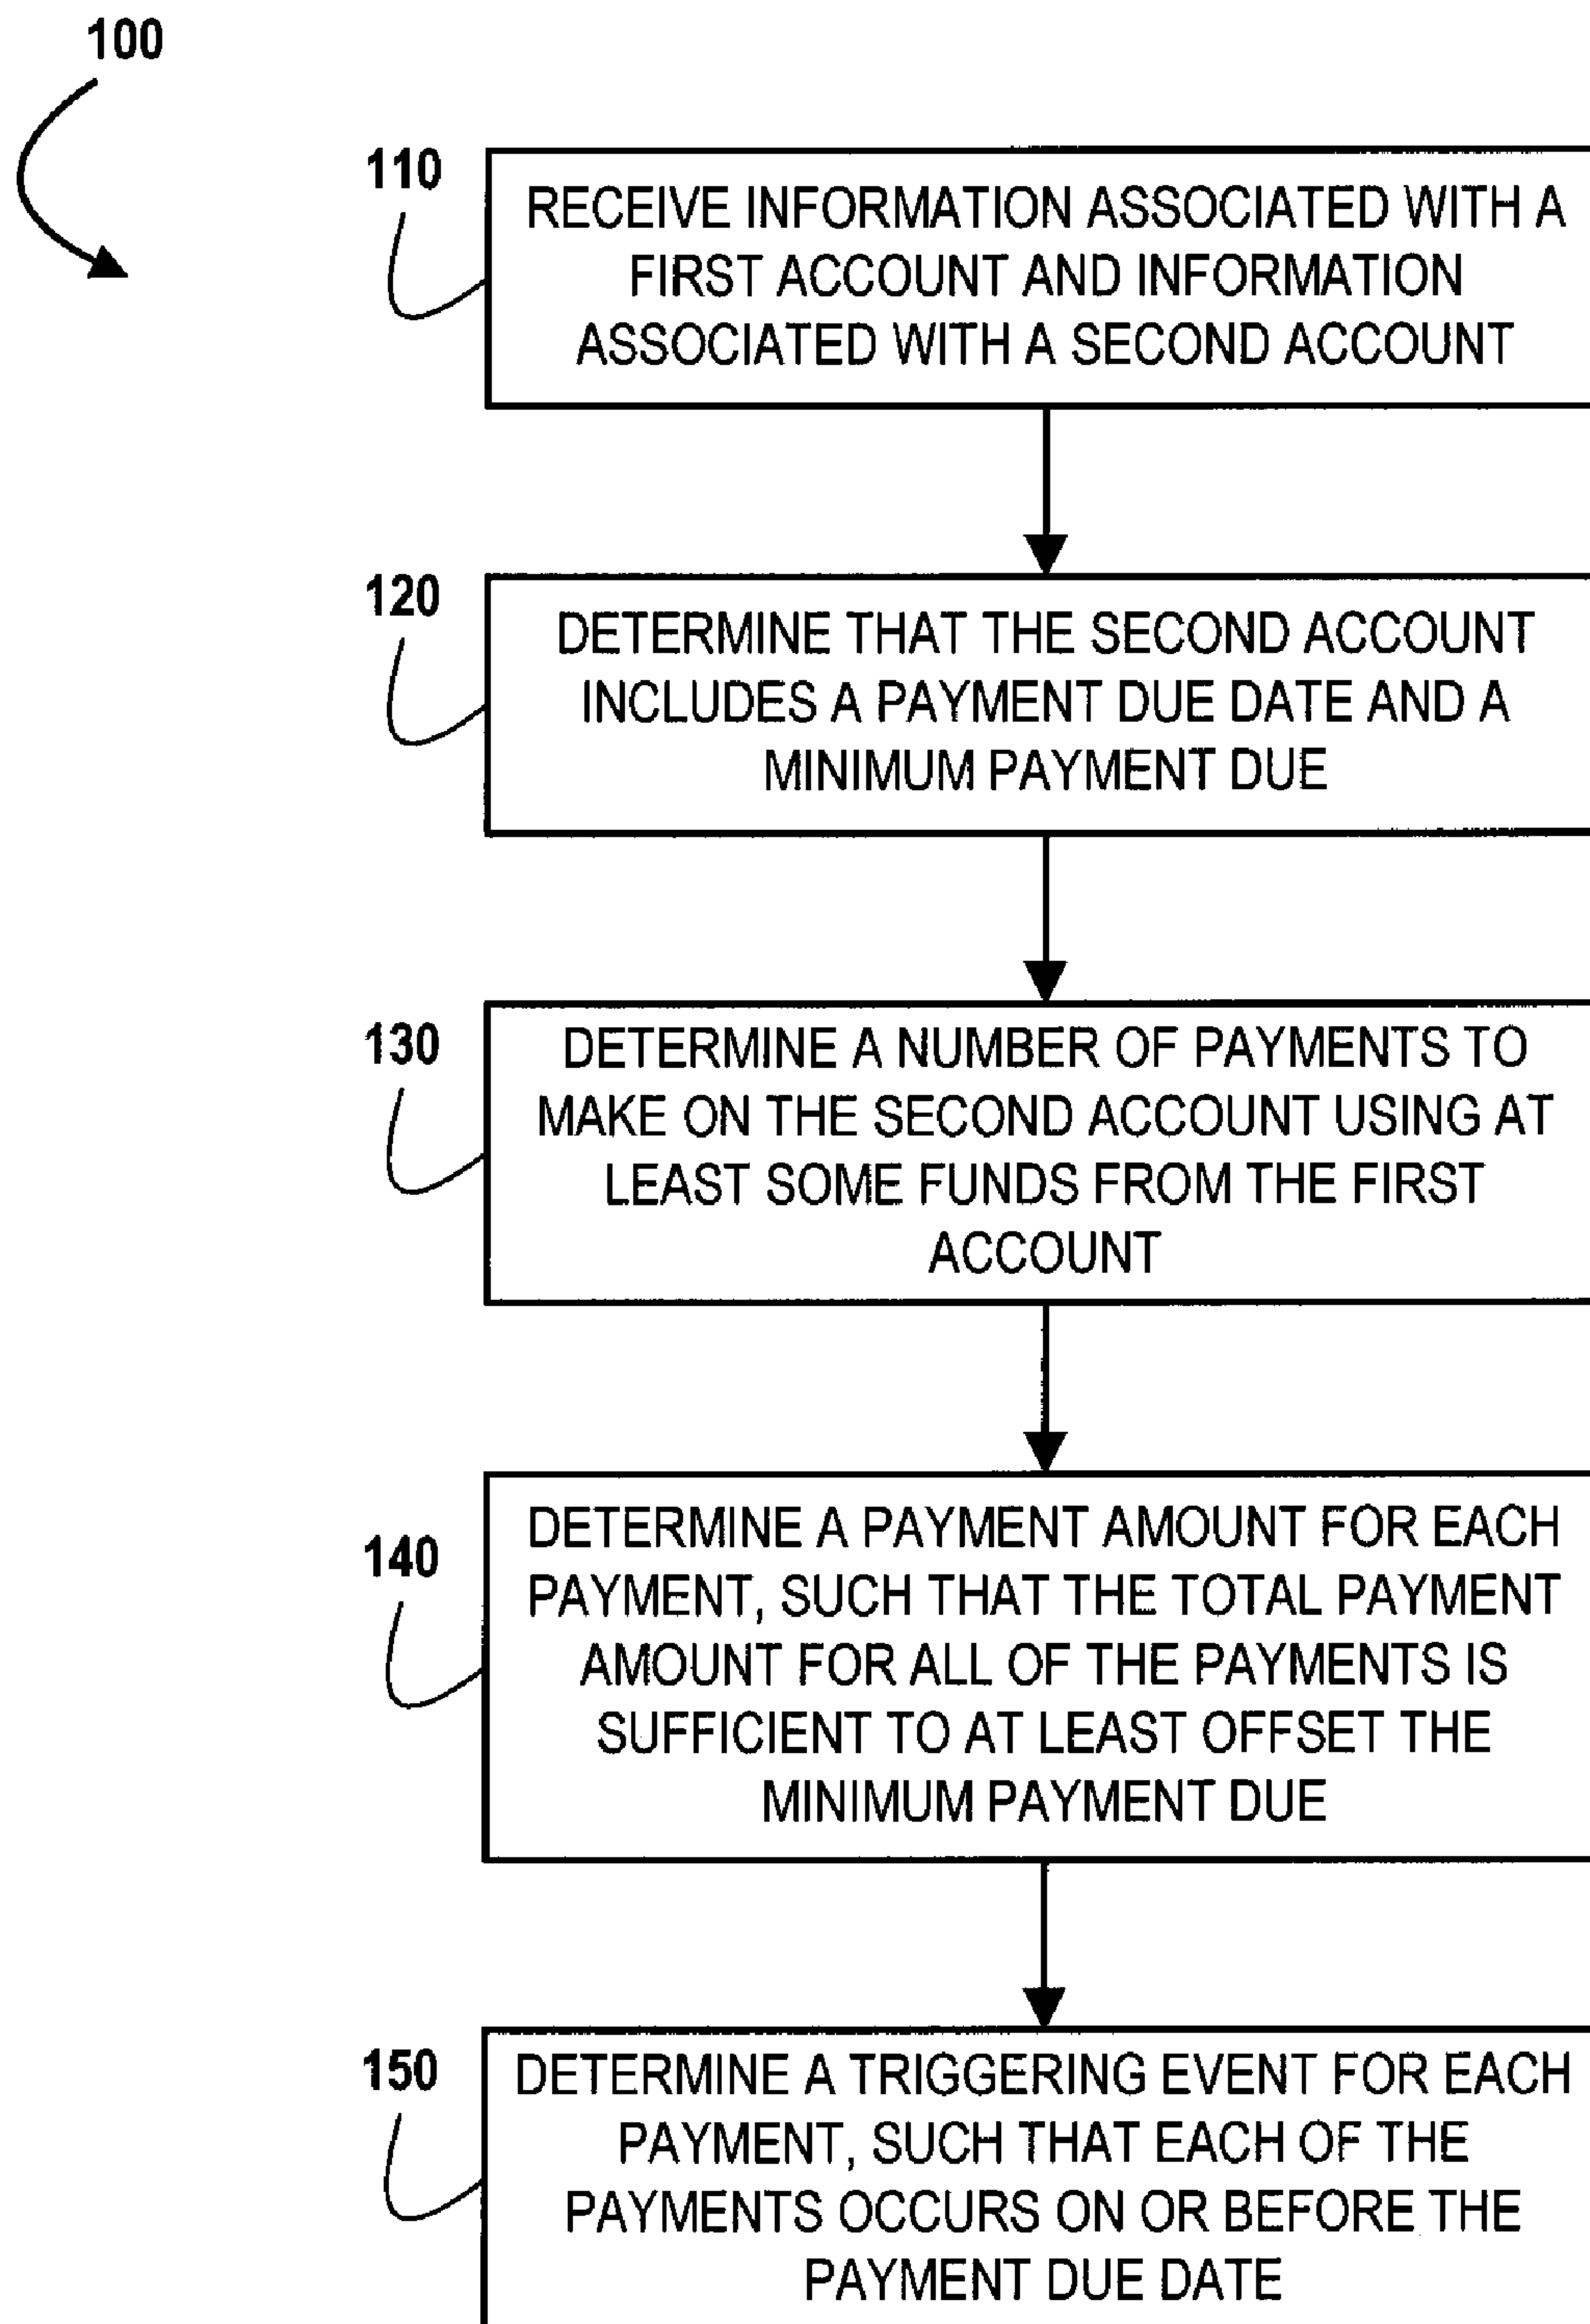 100
110
RECEIVE INFORMATION ASSOCIATED WITH A
FIRST ACCOUNT AND INFORMATION
ASSOCIATED WITH A SECOND ACCOUNT
120
DETERMINE THAT THE SECOND ACCOUNT
INCLUDES A PAYMENT DUE DATE AND A
MINIMUM PAYMENT DUE
130
DETERMINE A NUMBER OF PAYMENTS TO
MAKE ON THE SECOND ACCOUNT USING AT
LEAST SOME FUNDS FROM THE FIRST
ACCOUNT
140
DETERMINE A PAYMENT AMOUNT FOR EACH
PAYMENT, SUCH THAT THE TOTAL PAYMENT
AMOUNT FOR ALL OF THE PAYMENTS IS
SUFFICIENT TO AT LEAST OFFSET THE
MINIMUM PAYMENT DUE
150
DETERMINE A TRIGGERING EVENT FOR EACH
PAYMENT, SUCH THAT EACH OF THE
PAYMENTS OCCURS ON OR BEFORE THE
PAYMENT DUE DATE